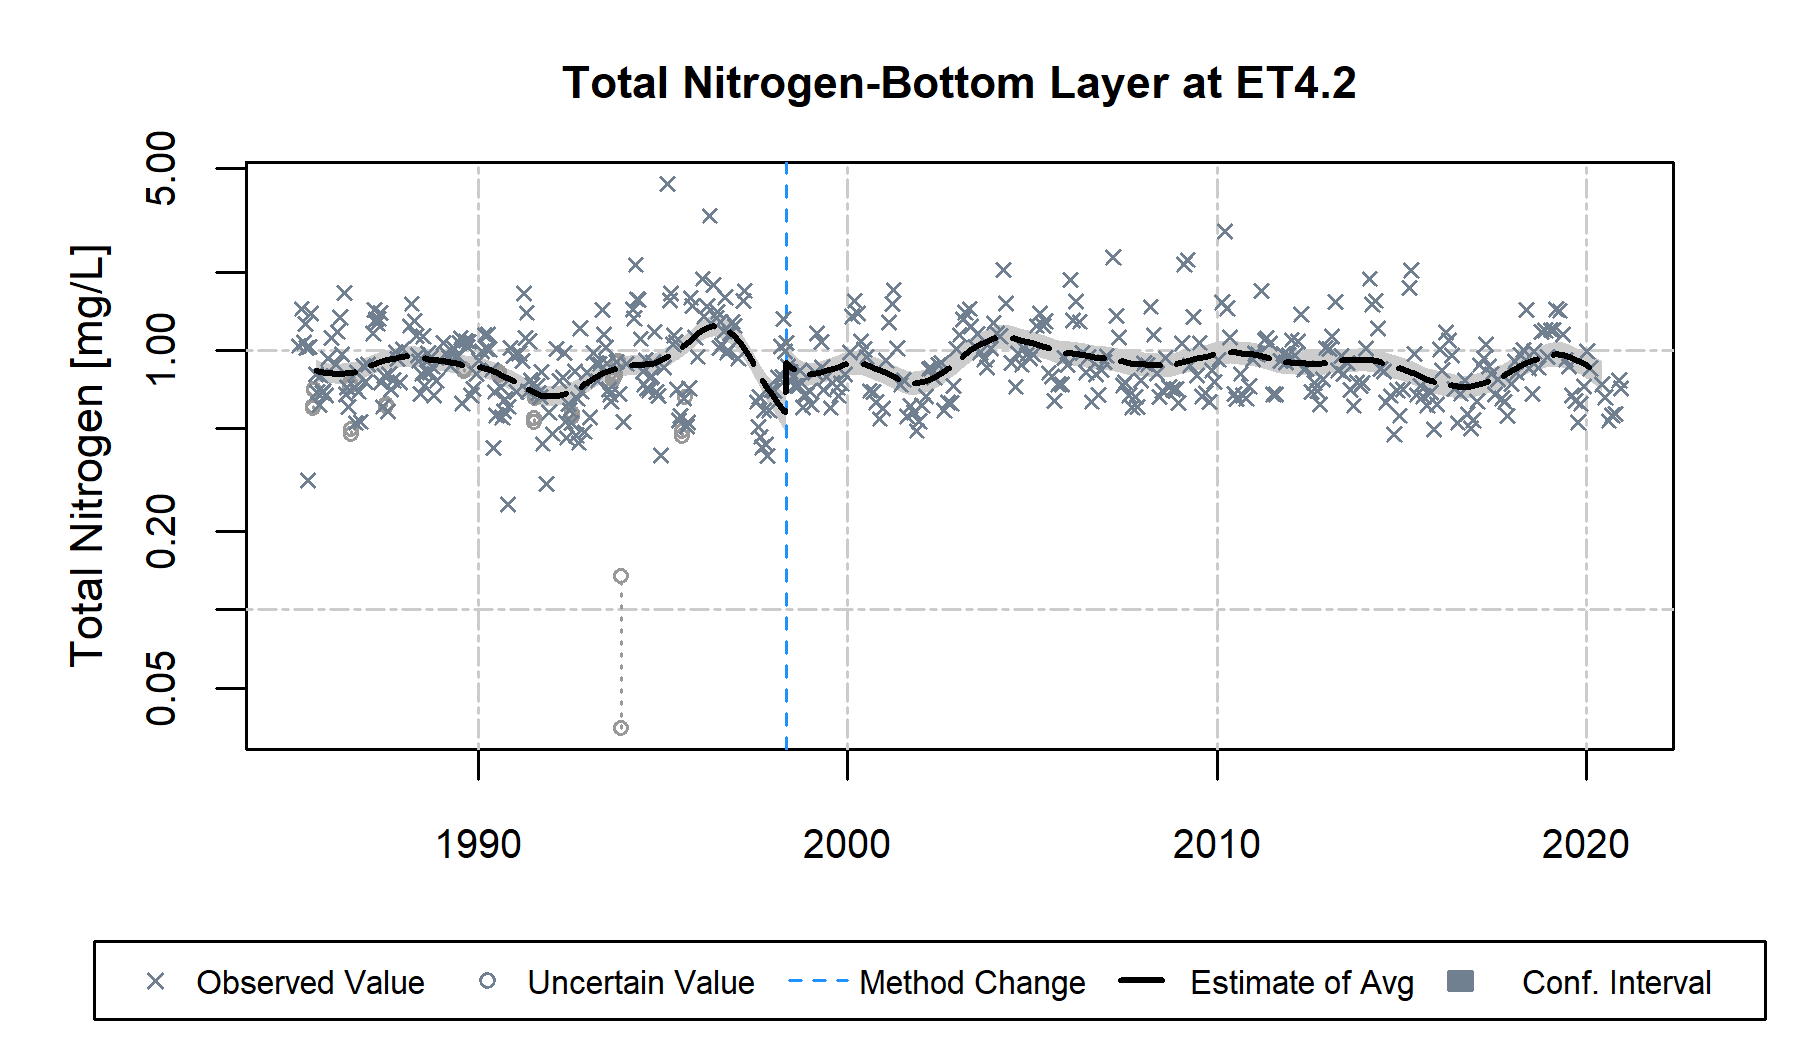 Total Nitrogen-Bottom Layer at ET4.2
Total Nitrogen [mg/L]
5.00
1.00
0.20
0.05
1990 2000 2010 2020
Observed Value Uncertain Value Method Change Estimate of Avg Conf. Interval